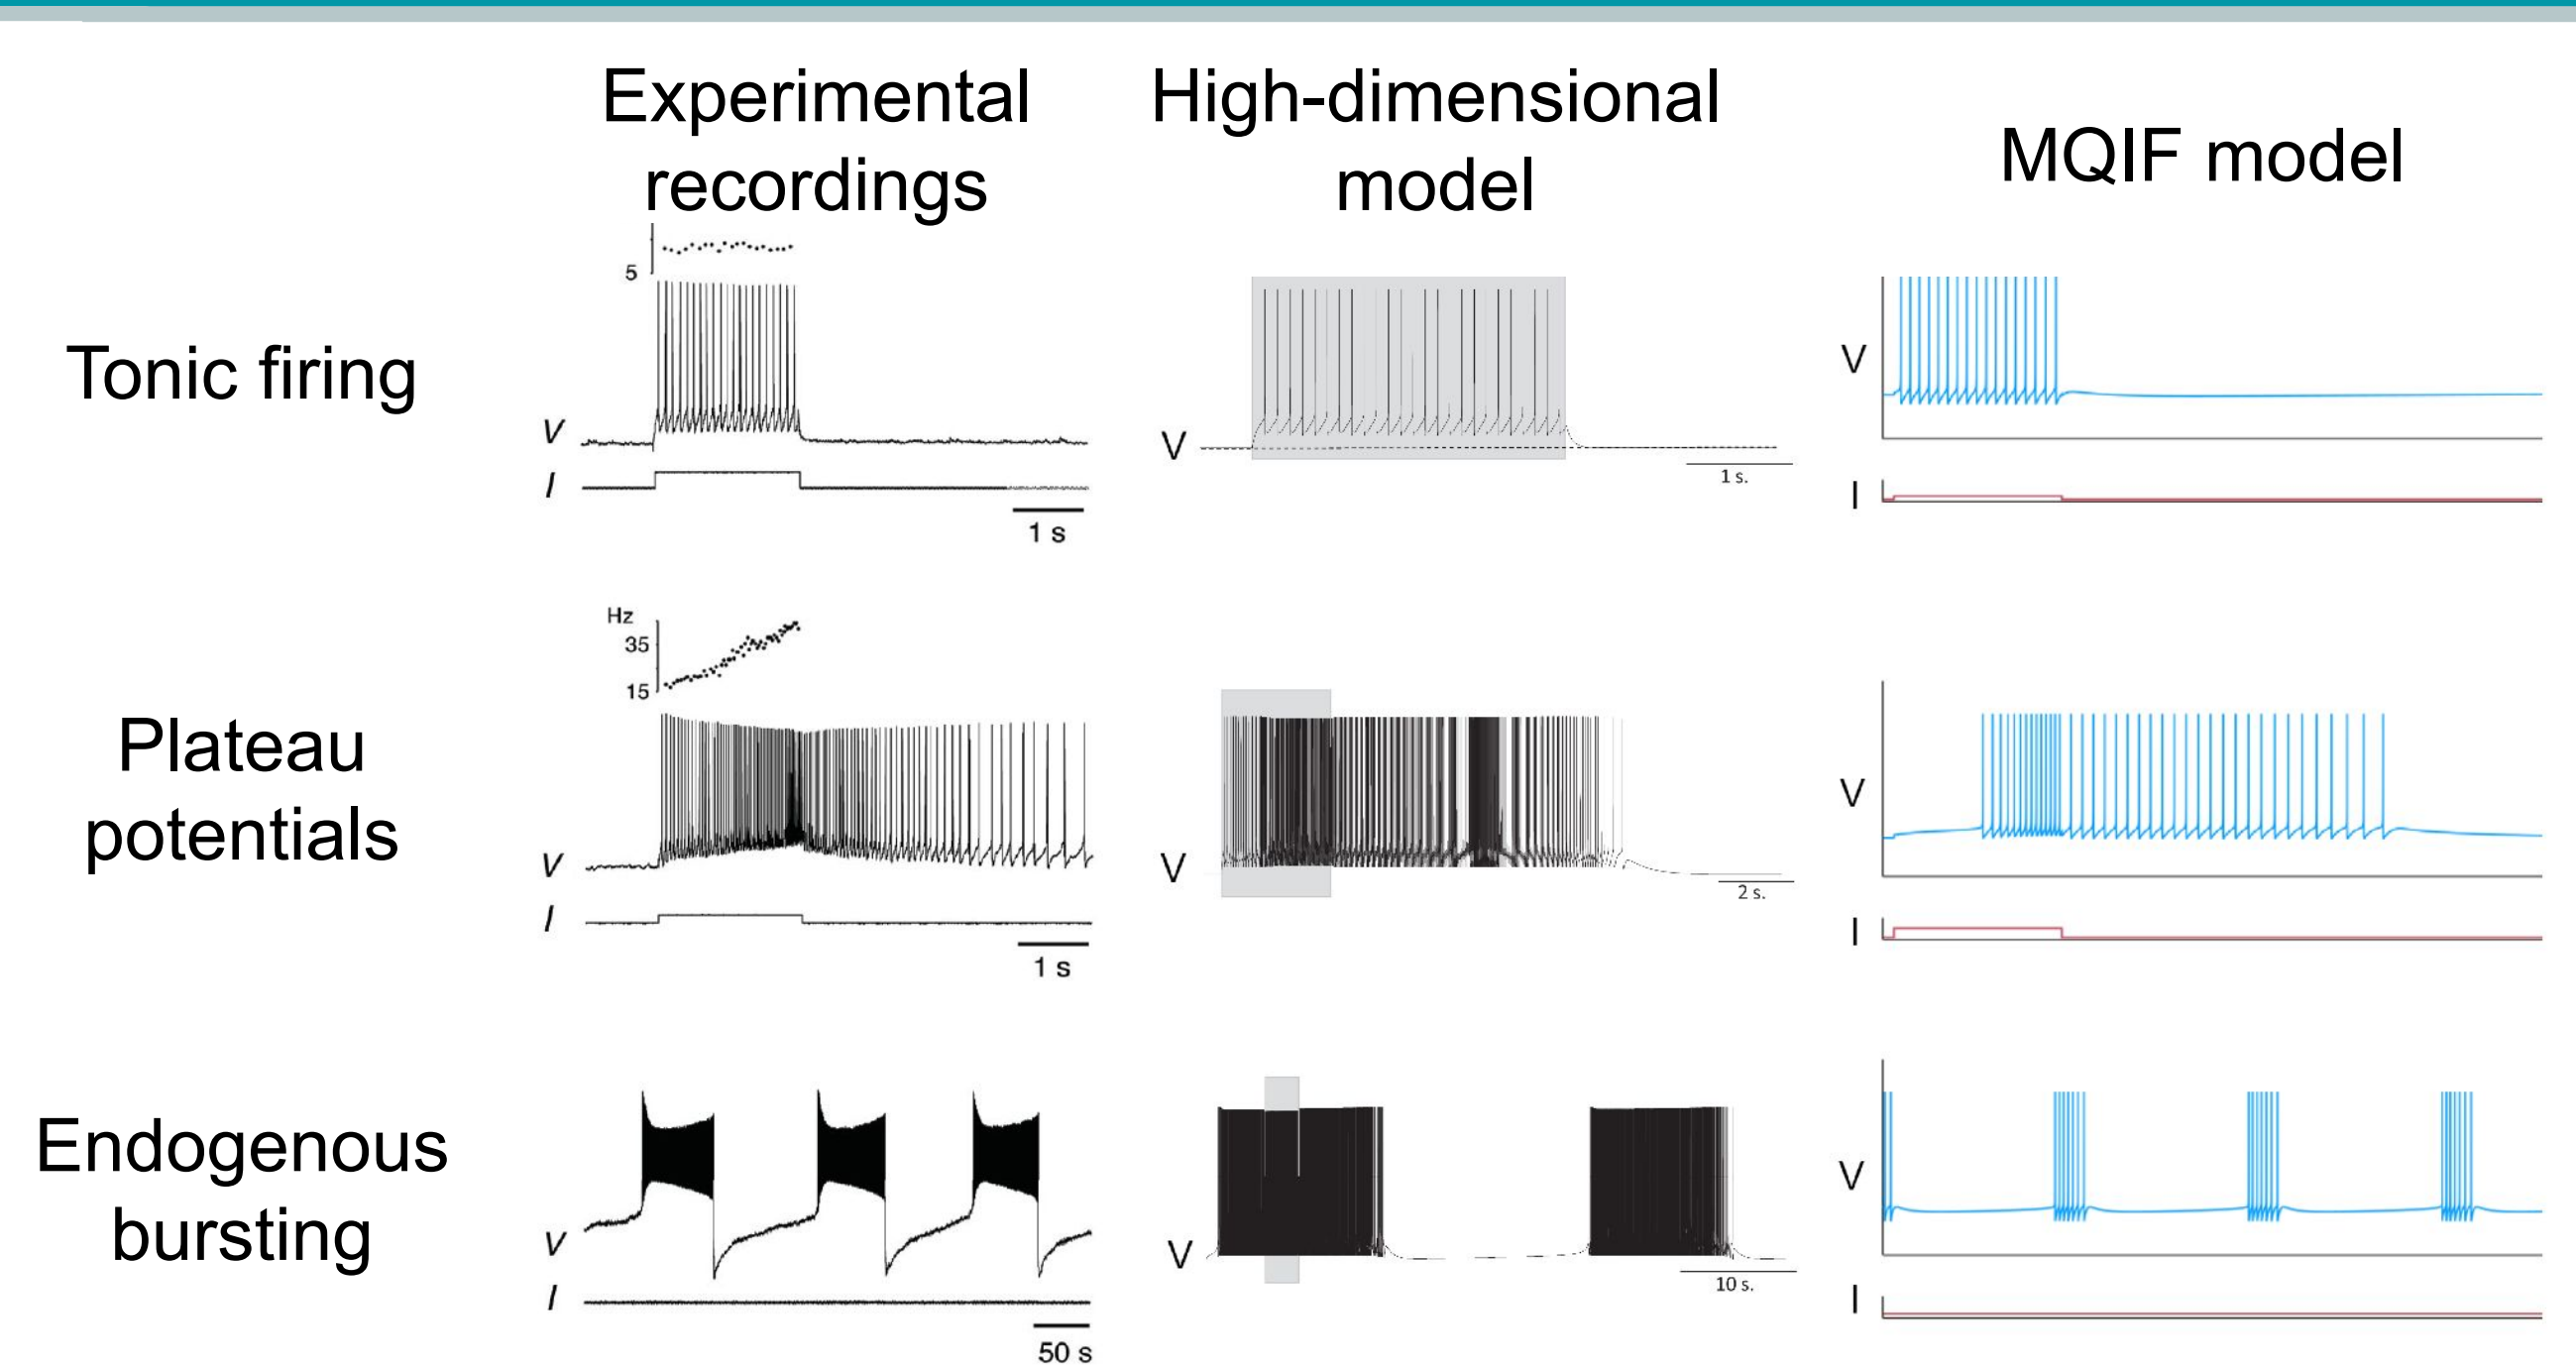 Experimental
recordings
High-dimensional
model
MQIF model
Tonic firing
5
V
I
1 s
V
1 s.
V
I
Plateau
potentials
Hz
35
15
V
I
1 s
V
2 s.
V
I
Endogenous
bursting
V
I
50 s
V
10 s.
V
I